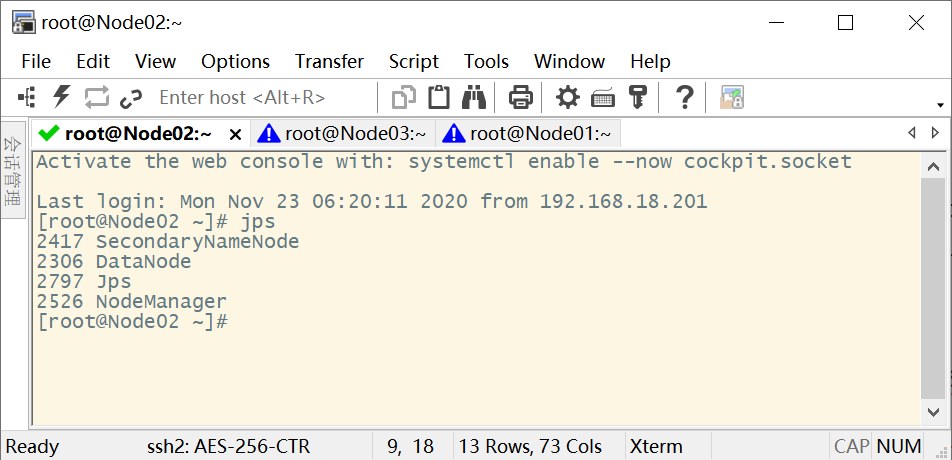 root@Node02:~
File Edit View Options Transfer Script Tools Window Help
Enter host <Alt+R>
会话管理
root@Node02:~ root@Node03:~ root@Node01:~
Activate the web console with: systemctl enable --now cockpit.socket
Last login: Mon Nov 23 06:20:11 2020 from 192.168.18.201
[root@Node02 ~]# jps
2417 SecondaryNameNode
2306 DataNode
2797 Jps
2526 NodeManager
[root@Node02 ~]#
Ready ssh2: AES-256-CTR 9, 18 13 Rows, 73 Cols Xterm CAP NUM